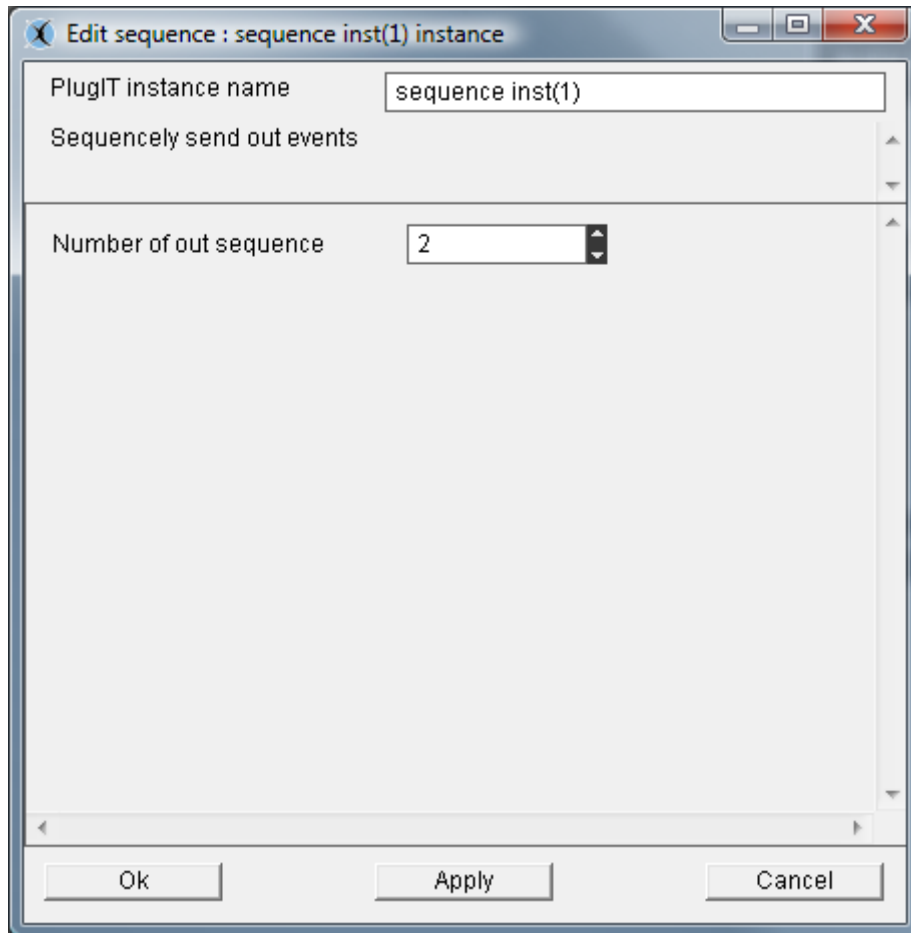 Edit sequence : sequence inst(1) instance
PlugIT instance name
sequence inst(1)
Sequencely send out events
Number of out sequence
2
Ok
Apply
Cancel